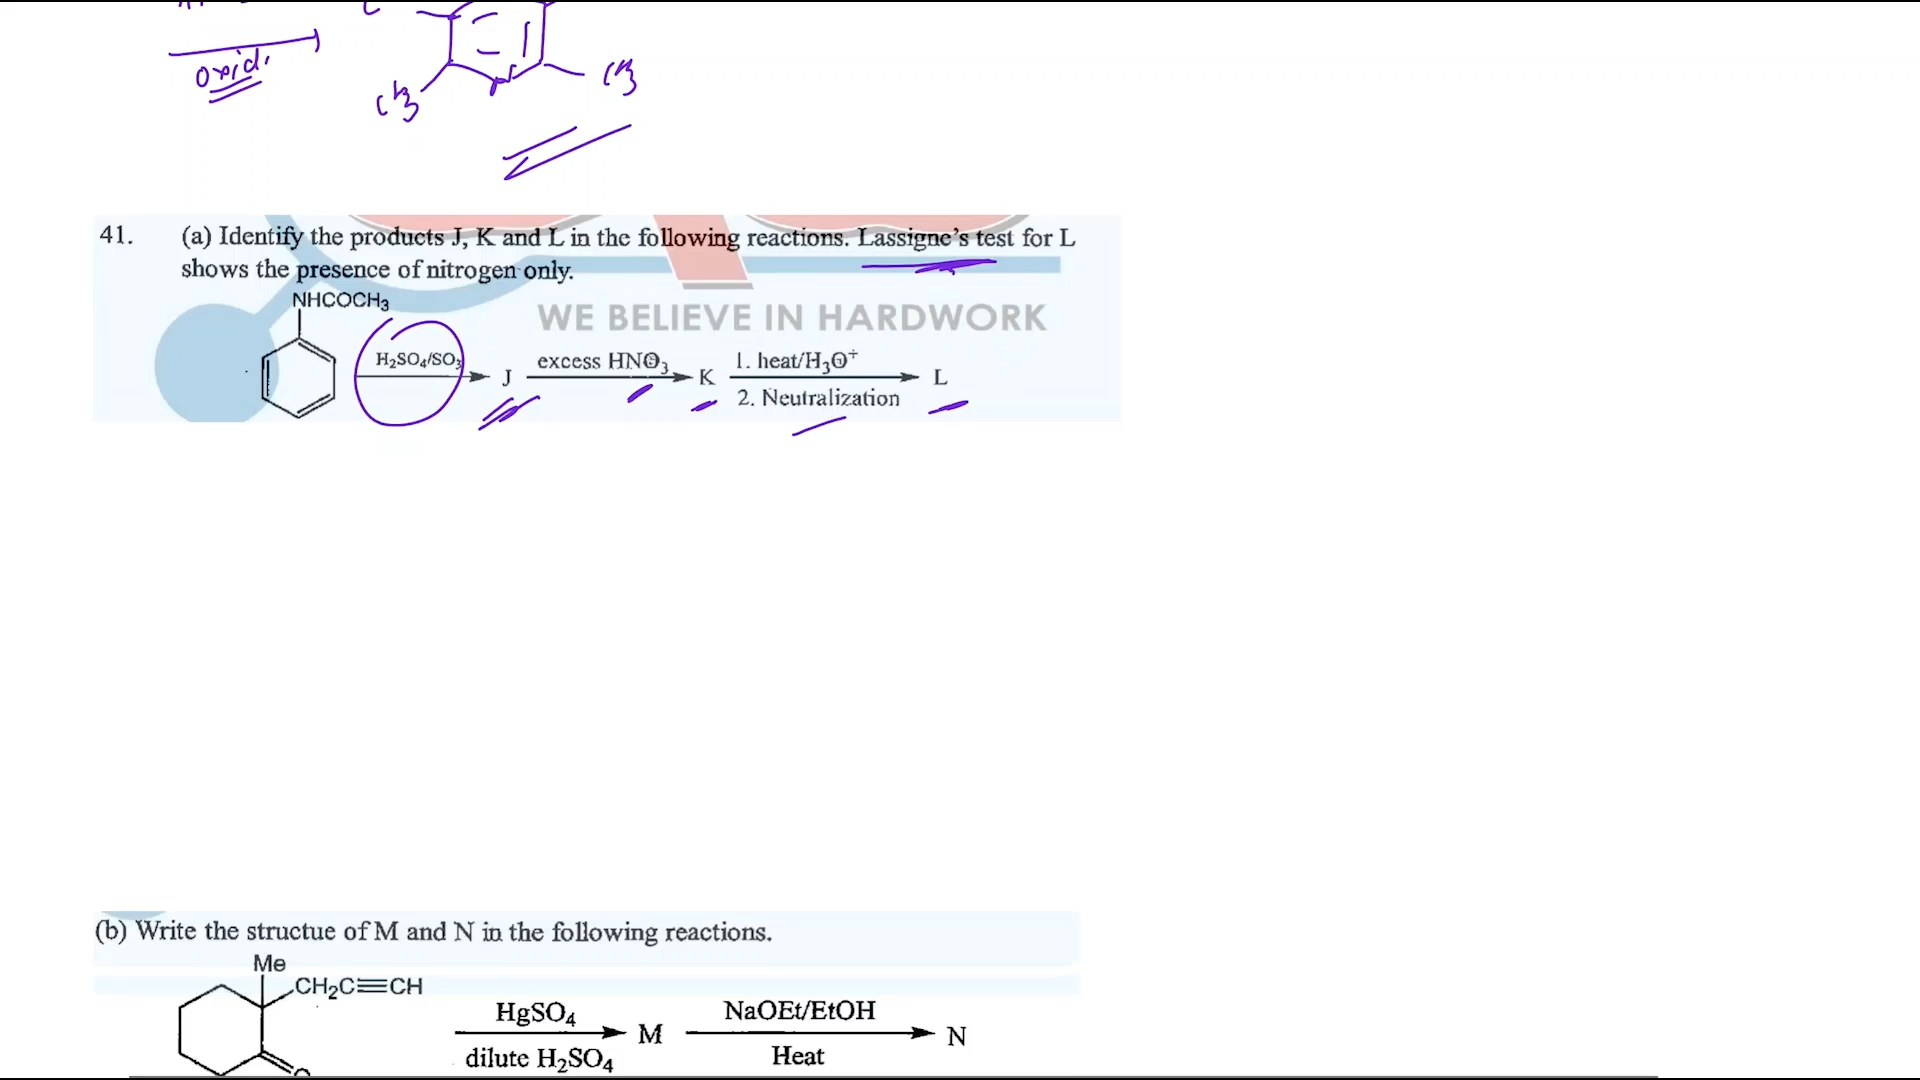 oxid.
CH3
CH3
41. (a) Identify the products J, K and L in the following reactions. Lassigne's test for L
shows the presence of nitrogen only.
NHCOCH3
WE BELIEVE IN HARDWORK
H2SO4/SO3 J excess HNO3 K 1. heat/H3O+ L
2. Neutralization
(b) Write the structue of M and N in the following reactions.
Me
CH2C≡CH
HgSO4 M NaOEt/EtOH N
dilute H2SO4 Heat